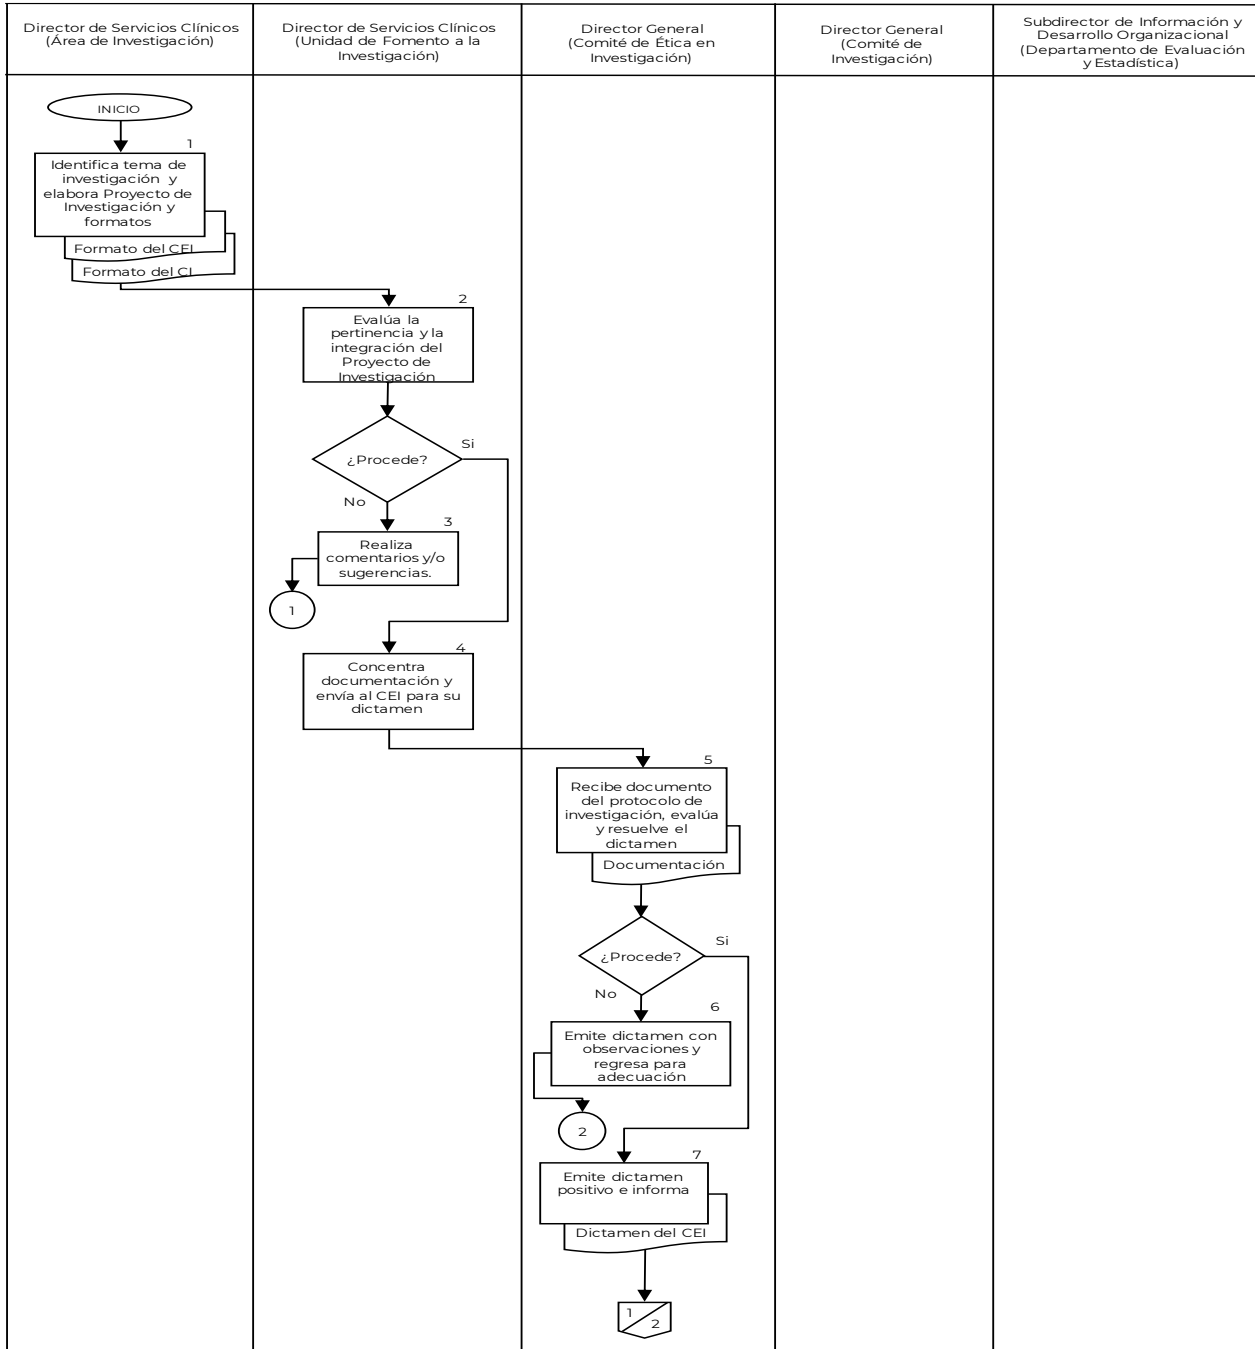 Director de Servicios Clínicos
(Área de Investigación)
Director de Servicios Clínicos
(Unidad de Fomento a la
Investigación)
Director General
(Comité de Ética en
Investigación)
Director General
(Comité de
Investigación)
Subdirector de Información y
Desarrollo Organizacional
(Departamento de Evaluación
y Estadística)
INICIO
1
Identifica tema de
investigación y
elabora Proyecto de
Investigación y
formatos
Formato del CEI
Formato del CI
2
Evalúa la
pertinencia y la
integración del
Proyecto de
Investigación
¿Procede?
Si
No
3
Realiza
comentarios y/o
sugerencias.
1
4
Concentra
documentación y
envía al CEI para su
dictamen
5
Recibe documento
del protocolo de
investigación, evalúa
y resuelve el
dictamen
Documentación
¿Procede?
Si
No
6
Emite dictamen con
observaciones y
regresa para
adecuación
2
7
Emite dictamen
positivo e informa
Dictamen del CEI
1
2